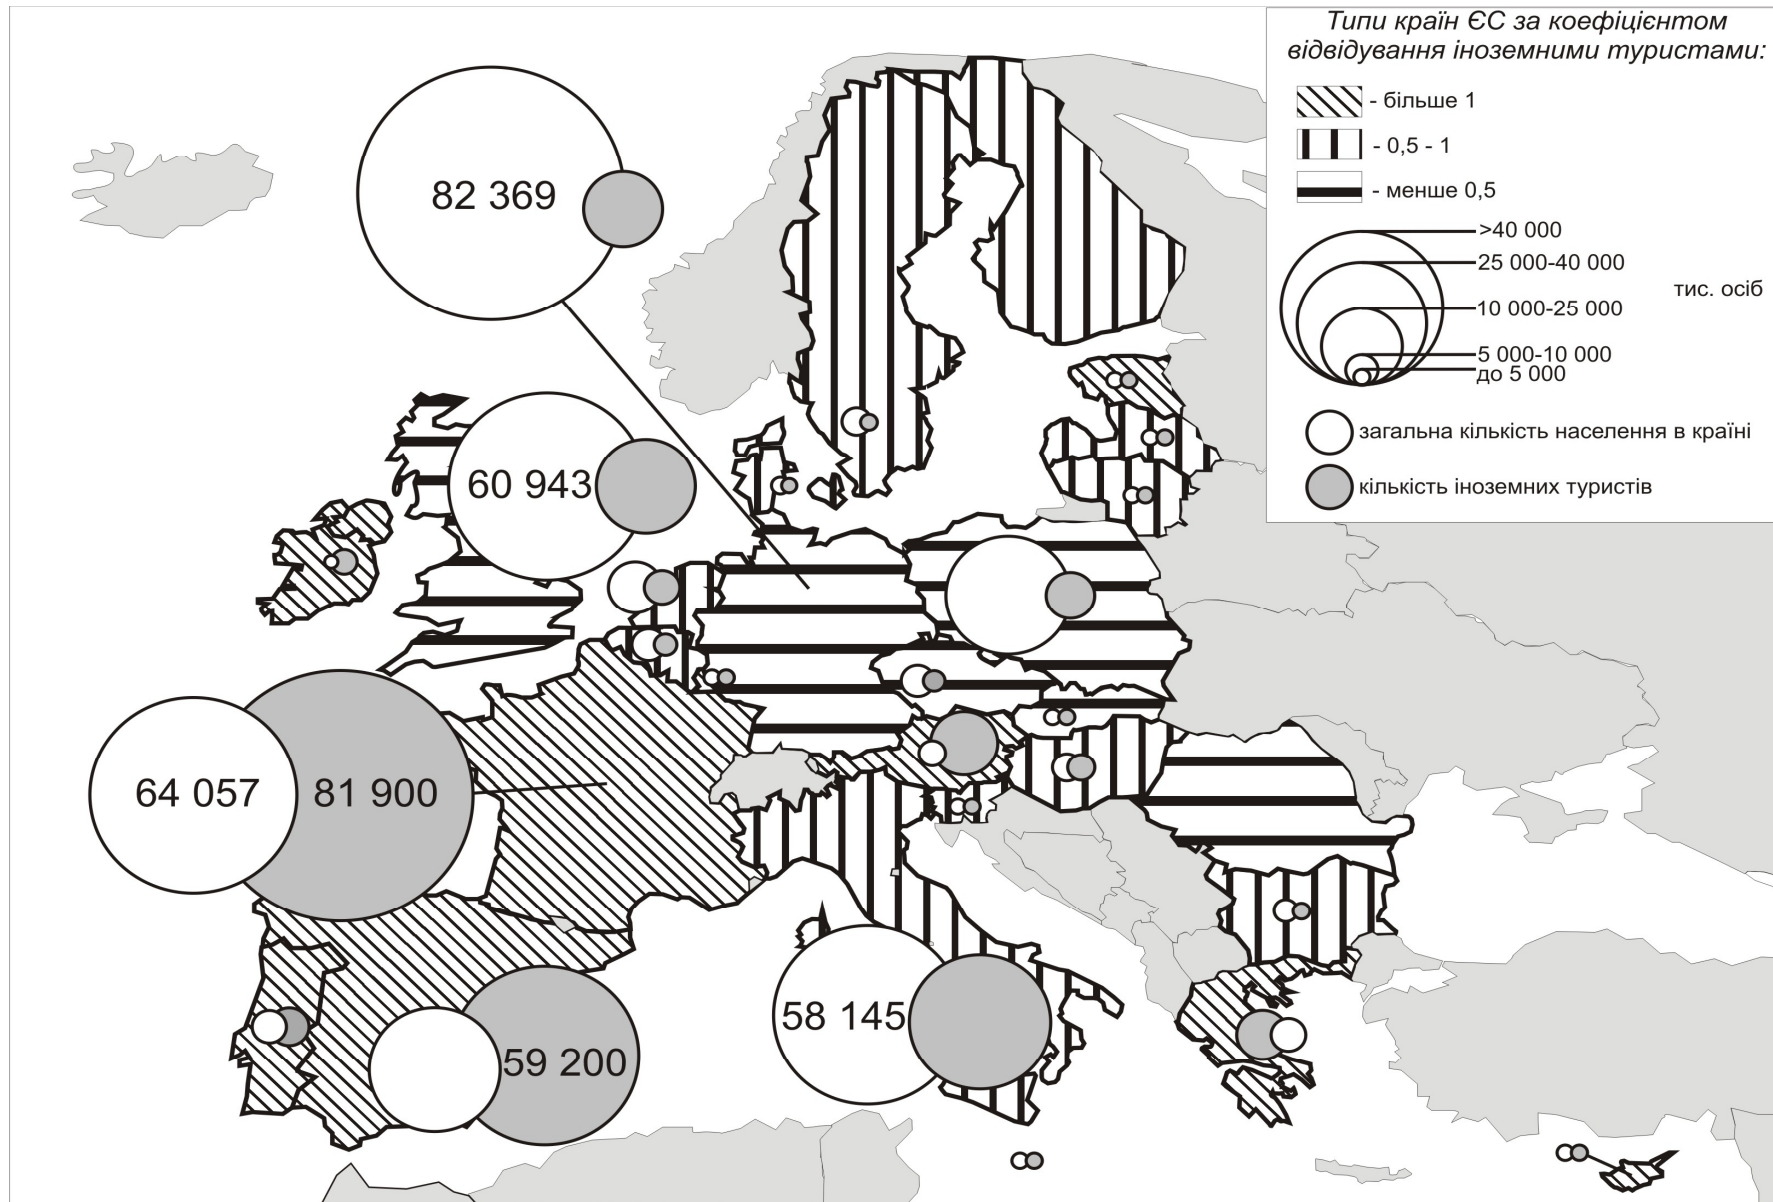 Типи країн ЄС за коефіцієнтом
відвідування іноземними туристами:
- більше 1
- 0,5 - 1
- менше 0,5
>40 000
25 000-40 000
тис. осіб
10 000-25 000
5 000-10 000
до 5 000
загальна кількість населення в країні
кількість іноземних туристів
82 369
60 943
64 057
81 900
58 145
59 200